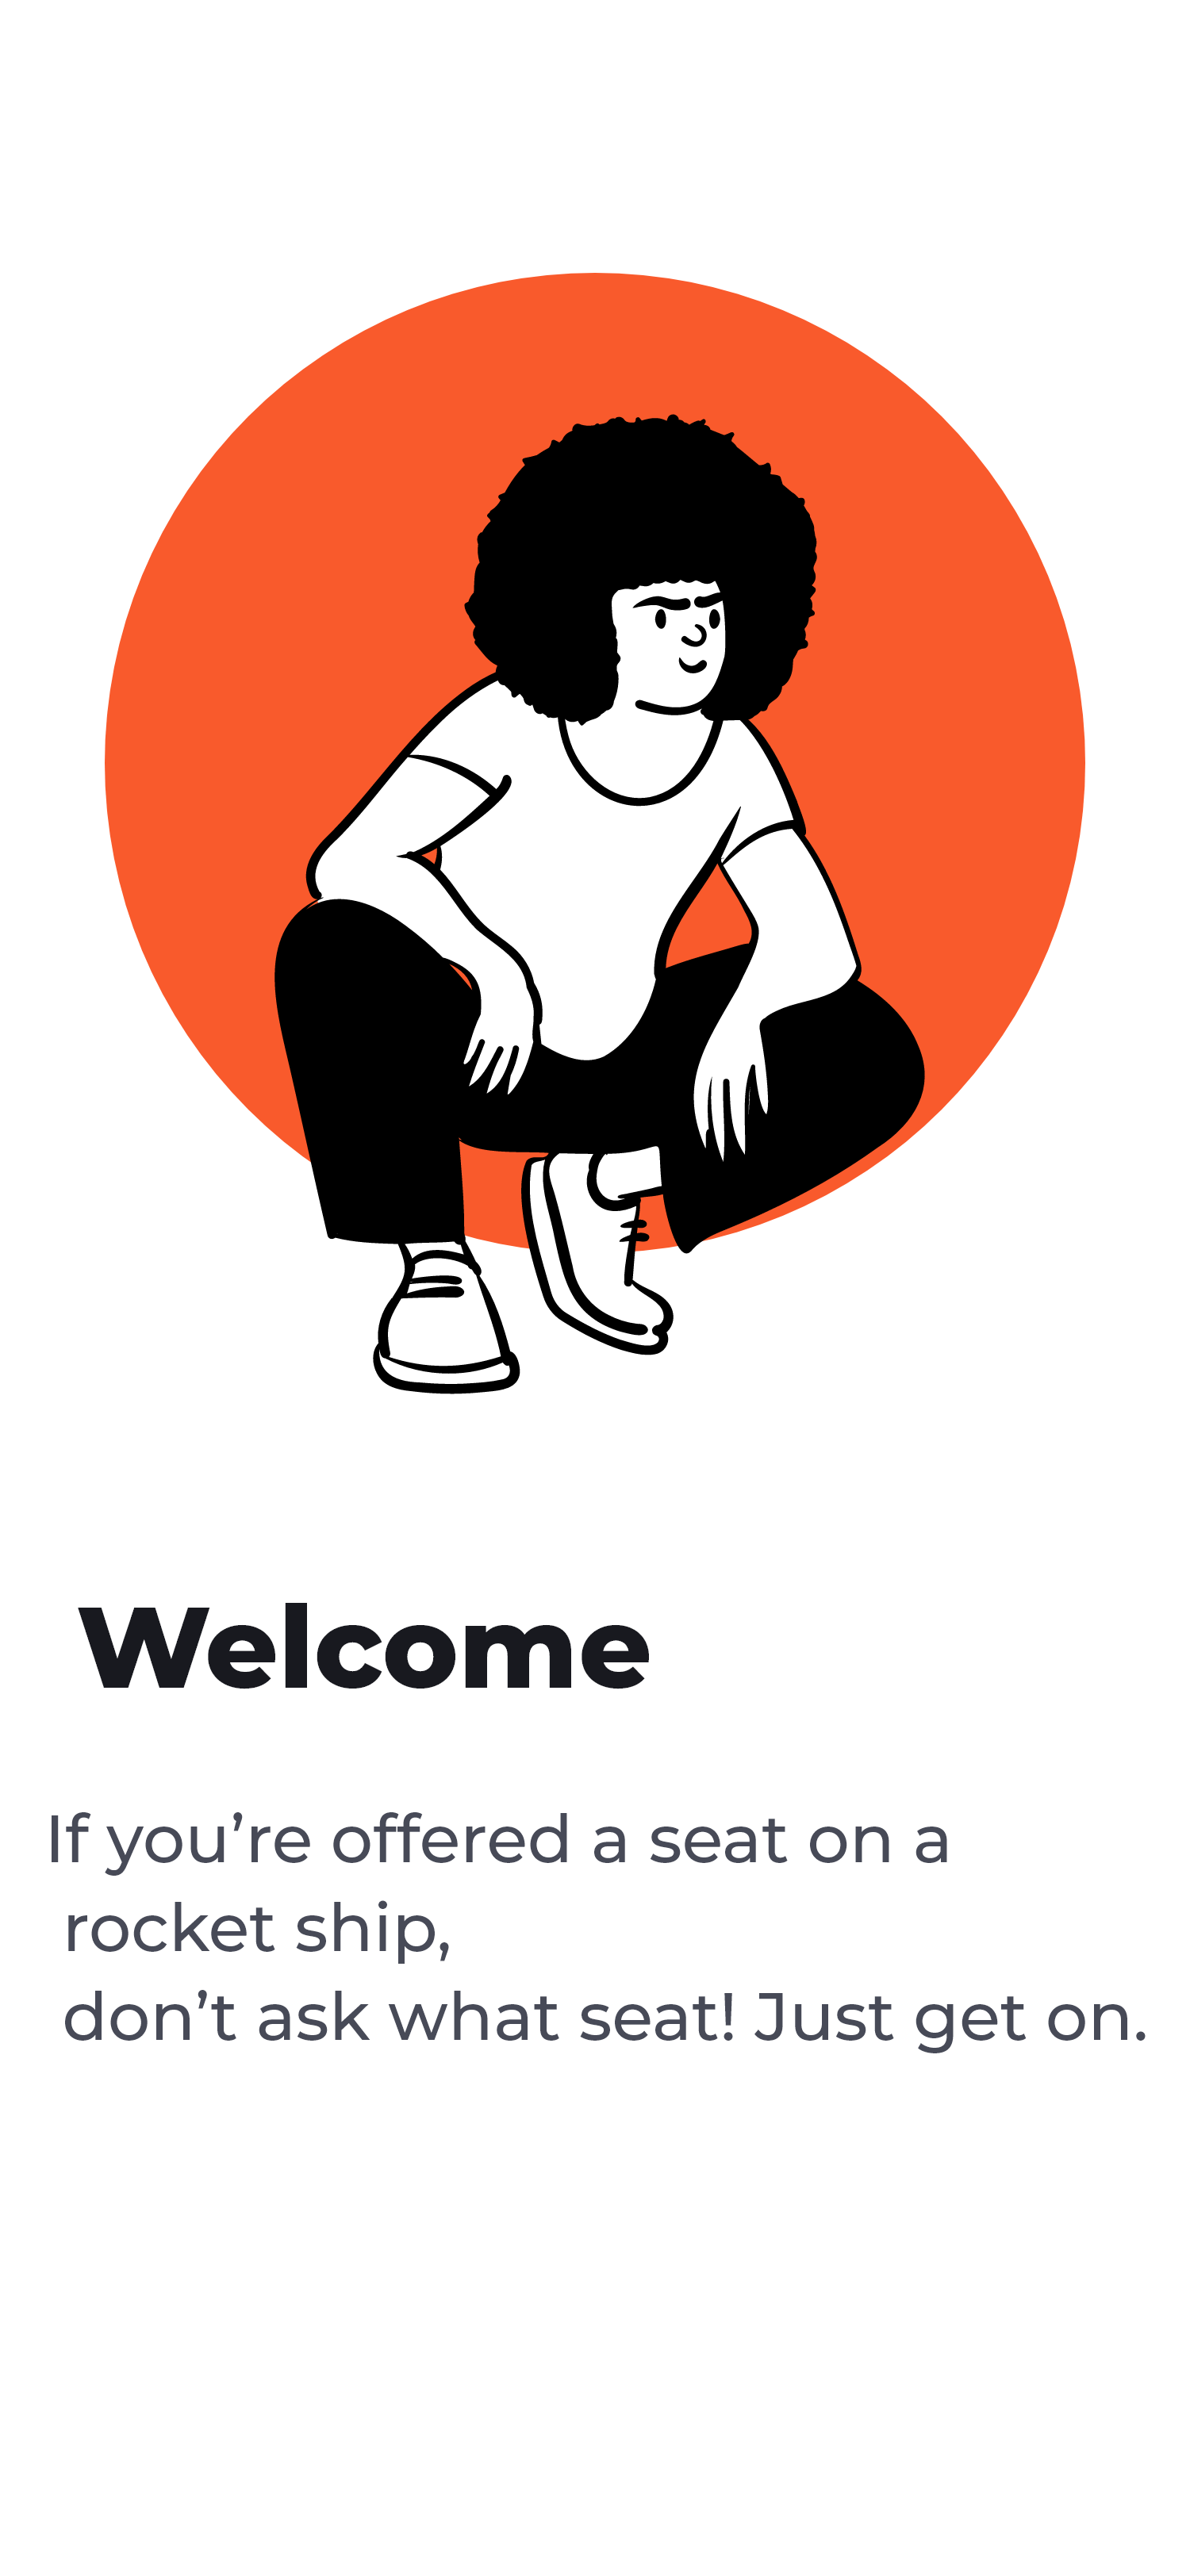 Welcome
If you’re offered a seat on a
rocket ship,
don’t ask what seat! Just get on.